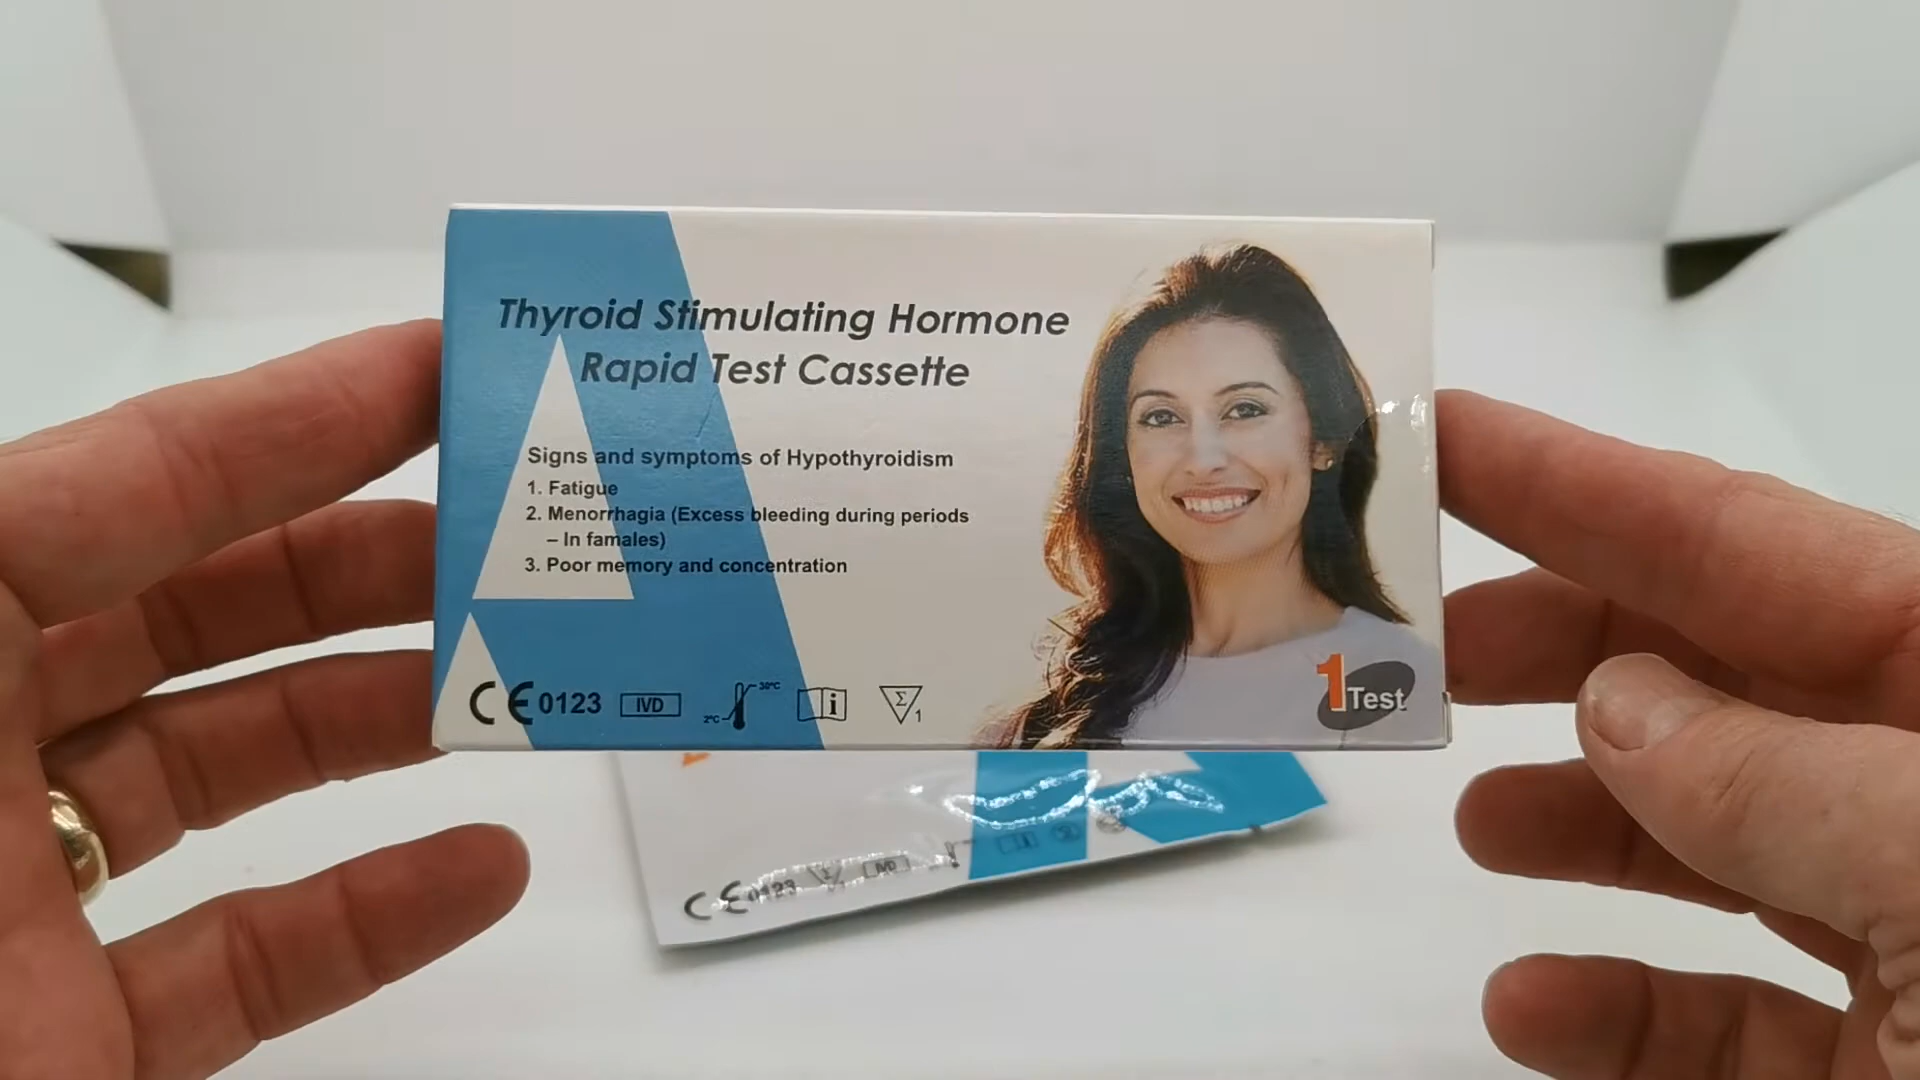 Thyroid Stimulating Hormone
Rapid Test Cassette
Signs and symptoms of Hypothyroidism
1. Fatigue
2. Menorrhagia (Excess bleeding during periods
– In famales)
3. Poor memory and concentration
CE 0123 IVD 2°C 30°C i Σ 1
1 Test
CE 0123 IVD